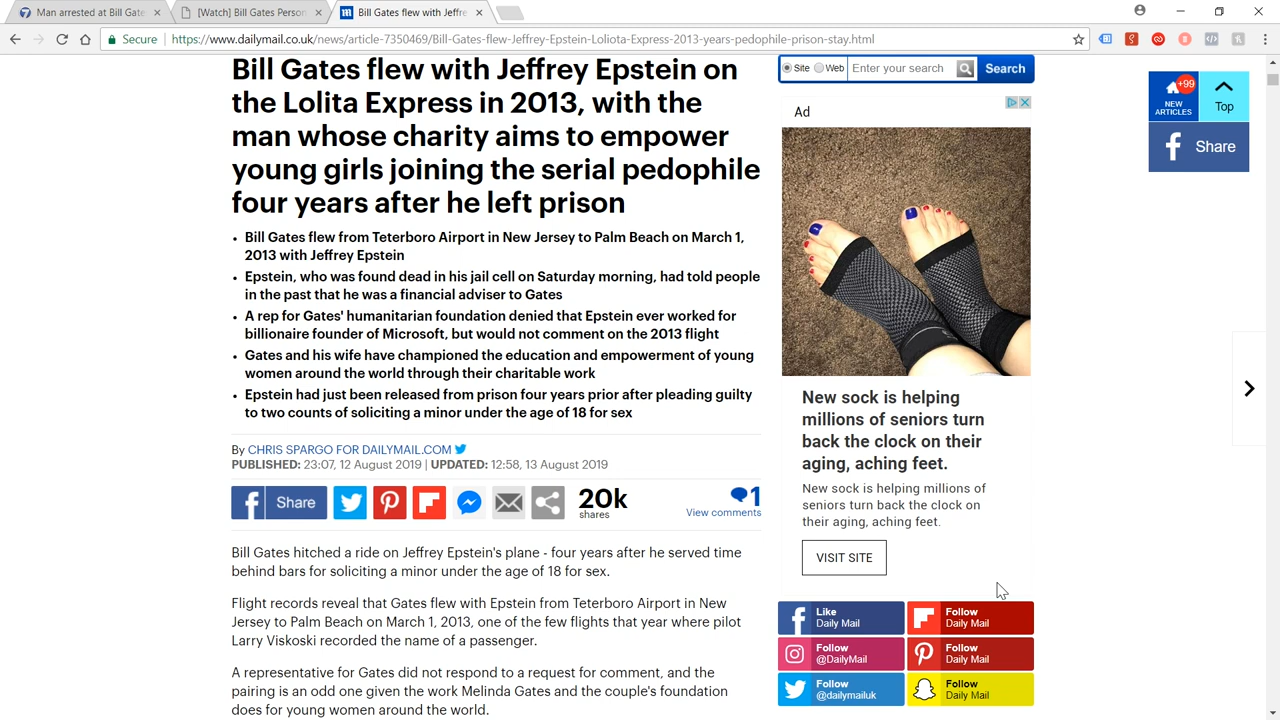 Man arrested at Bill Gate
[Watch] Bill Gates Person
Bill Gates flew with Jeffre
Secure
https://www.dailymail.co.uk/news/article-7350469/Bill-Gates-flew-Jeffrey-Epstein-Loliota-Express-2013-years-pedophile-prison-stay.html
Bill Gates flew with Jeffrey Epstein on
the Lolita Express in 2013, with the
man whose charity aims to empower
young girls joining the serial pedophile
four years after he left prison
• Bill Gates flew from Teterboro Airport in New Jersey to Palm Beach on March 1,
2013 with Jeffrey Epstein
• Epstein, who was found dead in his jail cell on Saturday morning, had told people
in the past that he was a financial adviser to Gates
• A rep for Gates' humanitarian foundation denied that Epstein ever worked for
billionaire founder of Microsoft, but would not comment on the 2013 flight
• Gates and his wife have championed the education and empowerment of young
women around the world through their charitable work
• Epstein had just been released from prison four years prior after pleading guilty
to two counts of soliciting a minor under the age of 18 for sex
By CHRIS SPARGO FOR DAILYMAIL.COM
PUBLISHED: 23:07, 12 August 2019 | UPDATED: 12:58, 13 August 2019
Share
20k
shares
1
View comments
Bill Gates hitched a ride on Jeffrey Epstein's plane - four years after he served time
behind bars for soliciting a minor under the age of 18 for sex.
Flight records reveal that Gates flew with Epstein from Teterboro Airport in New
Jersey to Palm Beach on March 1, 2013, one of the few flights that year where pilot
Larry Viskoski recorded the name of a passenger.
A representative for Gates did not respond to a request for comment, and the
pairing is an odd one given the work Melinda Gates and the couple's foundation
does for young women around the world.
Site Web Enter your search Search
Ad
New sock is helping
millions of seniors turn
back the clock on their
aging, aching feet.
New sock is helping millions of
seniors turn back the clock on
their aging, aching feet.
VISIT SITE
Like
Daily Mail
Follow
Daily Mail
Follow
@DailyMail
Follow
Daily Mail
Follow
@dailymailuk
Follow
Daily Mail
+99
NEW
ARTICLES
Top
Share